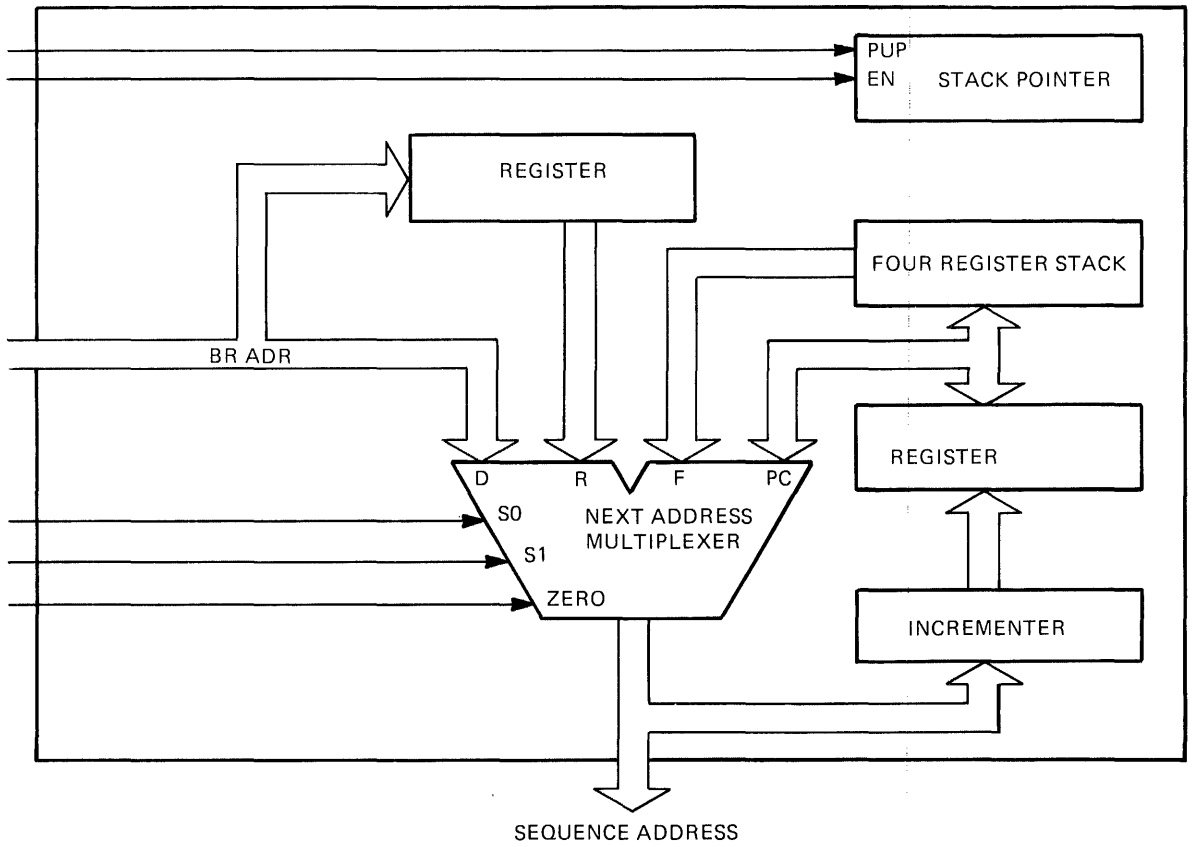 PUP
EN
STACK POINTER
REGISTER
FOUR REGISTER STACK
BR ADR
D
R
F
PC
S0
NEXT ADDRESS
MULTIPLEXER
REGISTER
S1
ZERO
INCREMENTER
SEQUENCE ADDRESS